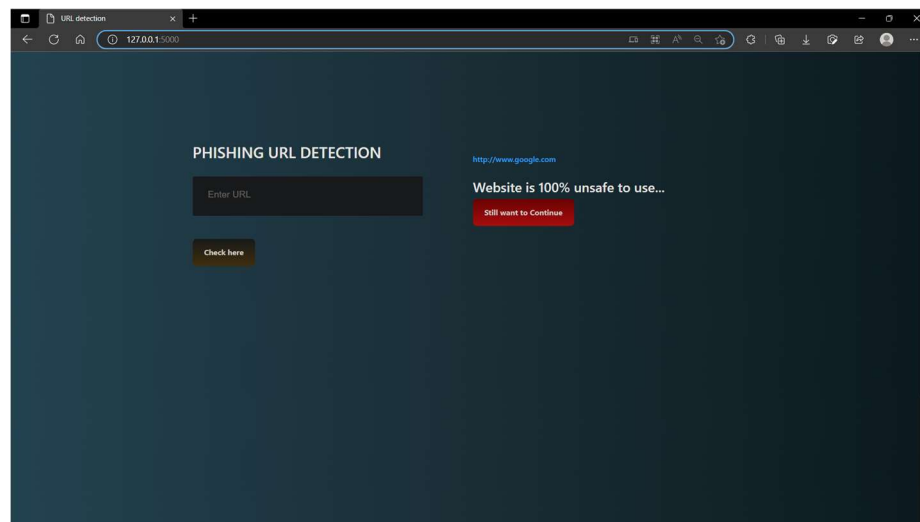 URL detection
127.0.0.1:5000
PHISHING URL DETECTION
Enter URL
Check here
http://www.google.com
Website is 100% unsafe to use...
Still want to Continue